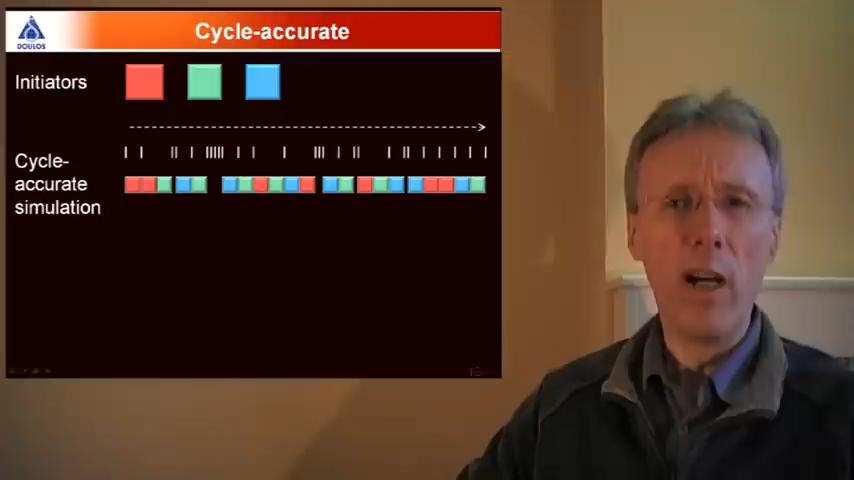 DOULOS
Cycle-accurate
Initiators
Cycle-
accurate
simulation